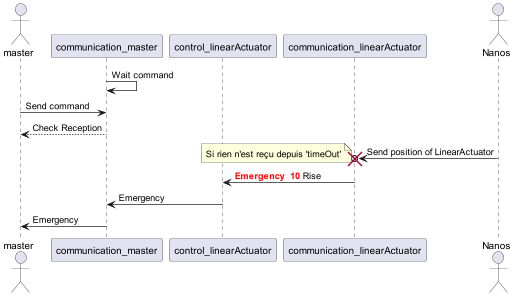 master
communication_master
control_linearActuator
communication_linearActuator
Nanos
Wait command
Send command
Check Reception
Si rien n'est reçu depuis 'timeOut'
Send position of LinearActuator
Emergency 10 Rise
Emergency
Emergency
master
communication_master
control_linearActuator
communication_linearActuator
Nanos